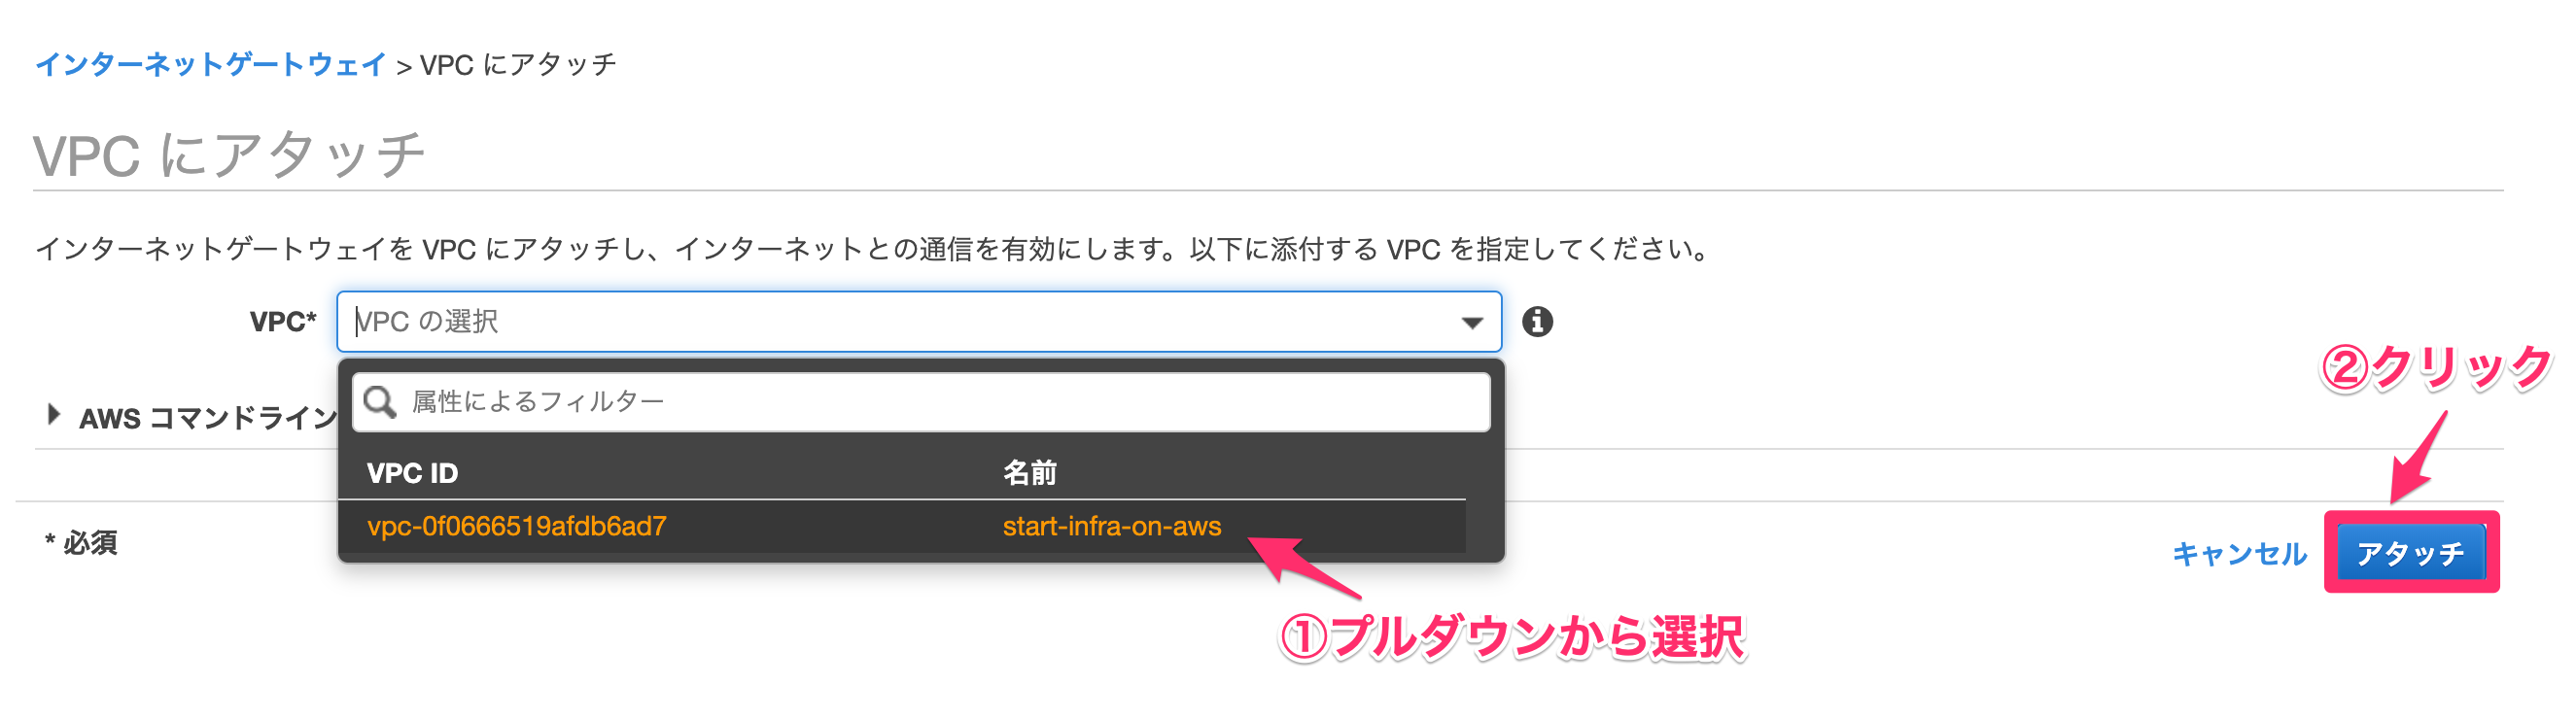 インターネットゲートウェイ > VPC にアタッチ
VPC にアタッチ
インターネットゲートウェイを VPC にアタッチし、インターネットとの通信を有効にします。以下に添付する VPC を指定してください。
VPC* VPC の選択
属性によるフィルター
AWS コマンドライン
VPC ID 名前
vpc-0f0666519afdb6ad7 start-infra-on-aws
* 必須
①プルダウンから選択
②クリック
キャンセル アタッチ